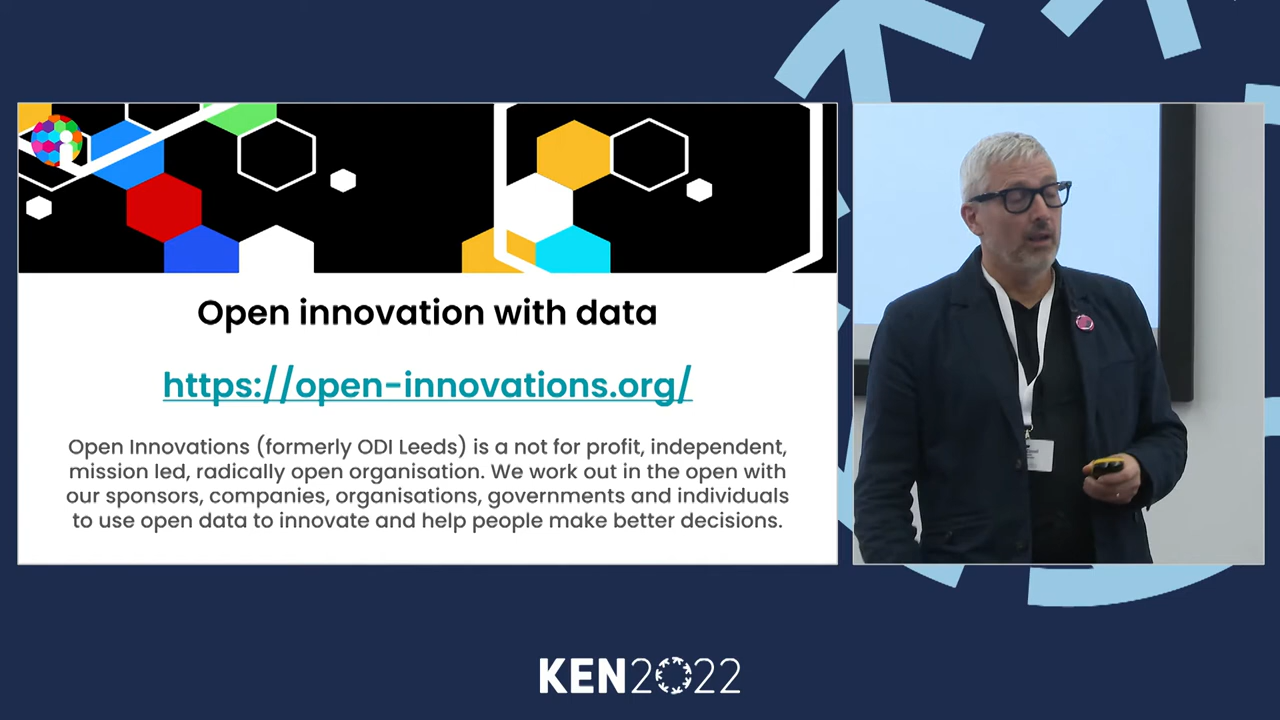 Open innovation with data
https://open-innovations.org/
Open Innovations (formerly ODI Leeds) is a not for profit, independent,
mission led, radically open organisation. We work out in the open with
our sponsors, companies, organisations, governments and individuals
to use open data to innovate and help people make better decisions.
KEN2022